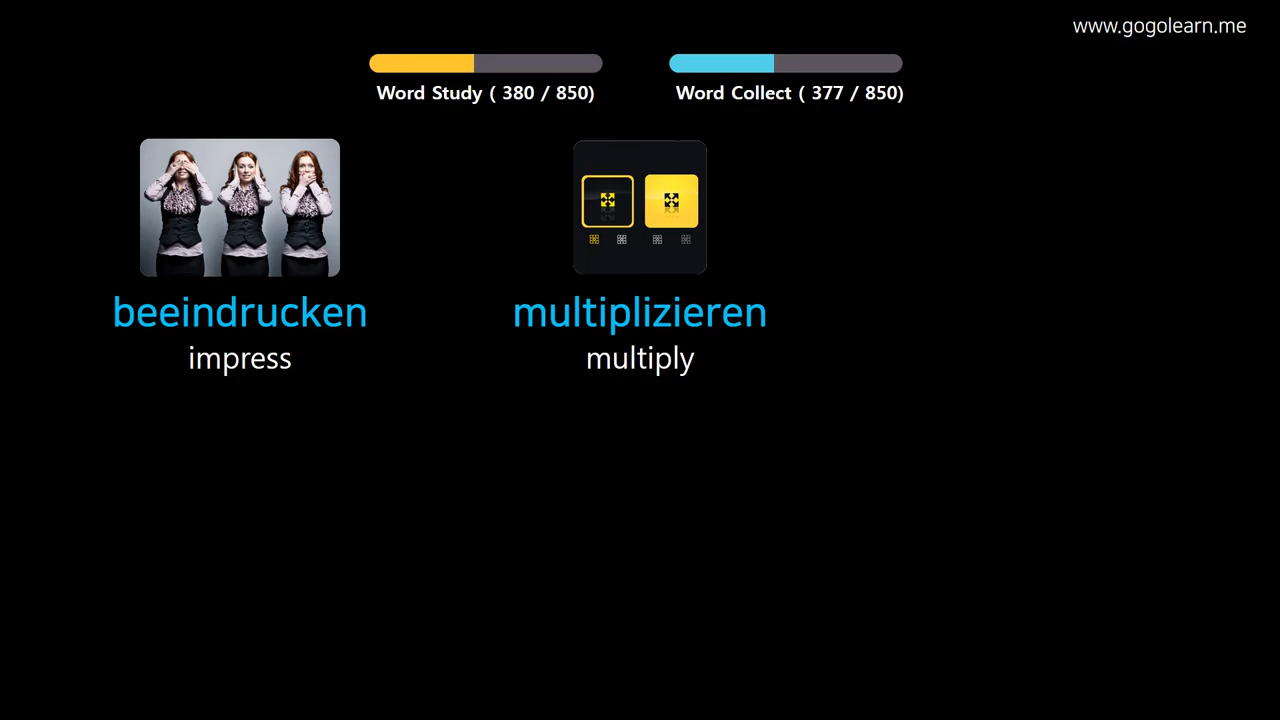 www.gogolearn.me
Word Study ( 380 / 850)
Word Collect ( 377 / 850)
beeindrucken
impress
multiplizieren
multiply